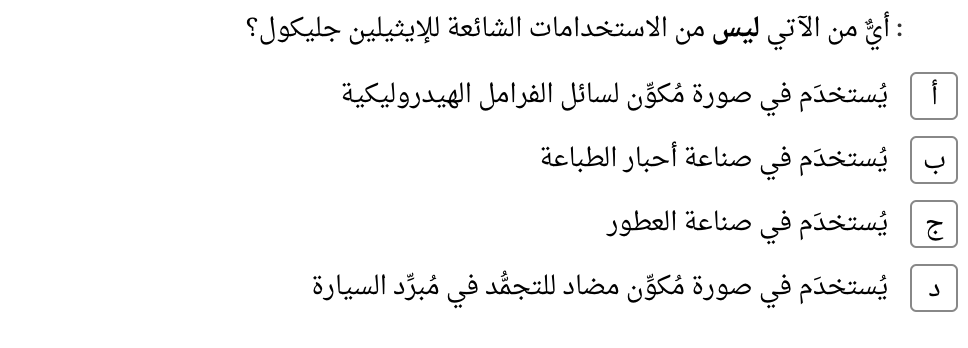 : أيٌّ من الآتي ليس من الاستخدامات الشائعة للإيثيلين جليكول؟
أ يُستخدَم في صورة مُكوِّن لسائل الفرامل الهيدروليكية
ب يُستخدَم في صناعة أحبار الطباعة
ج يُستخدَم في صناعة العطور
د يُستخدَم في صورة مُكوِّن مضاد للتجمُّد في مُبرِّد السيارة